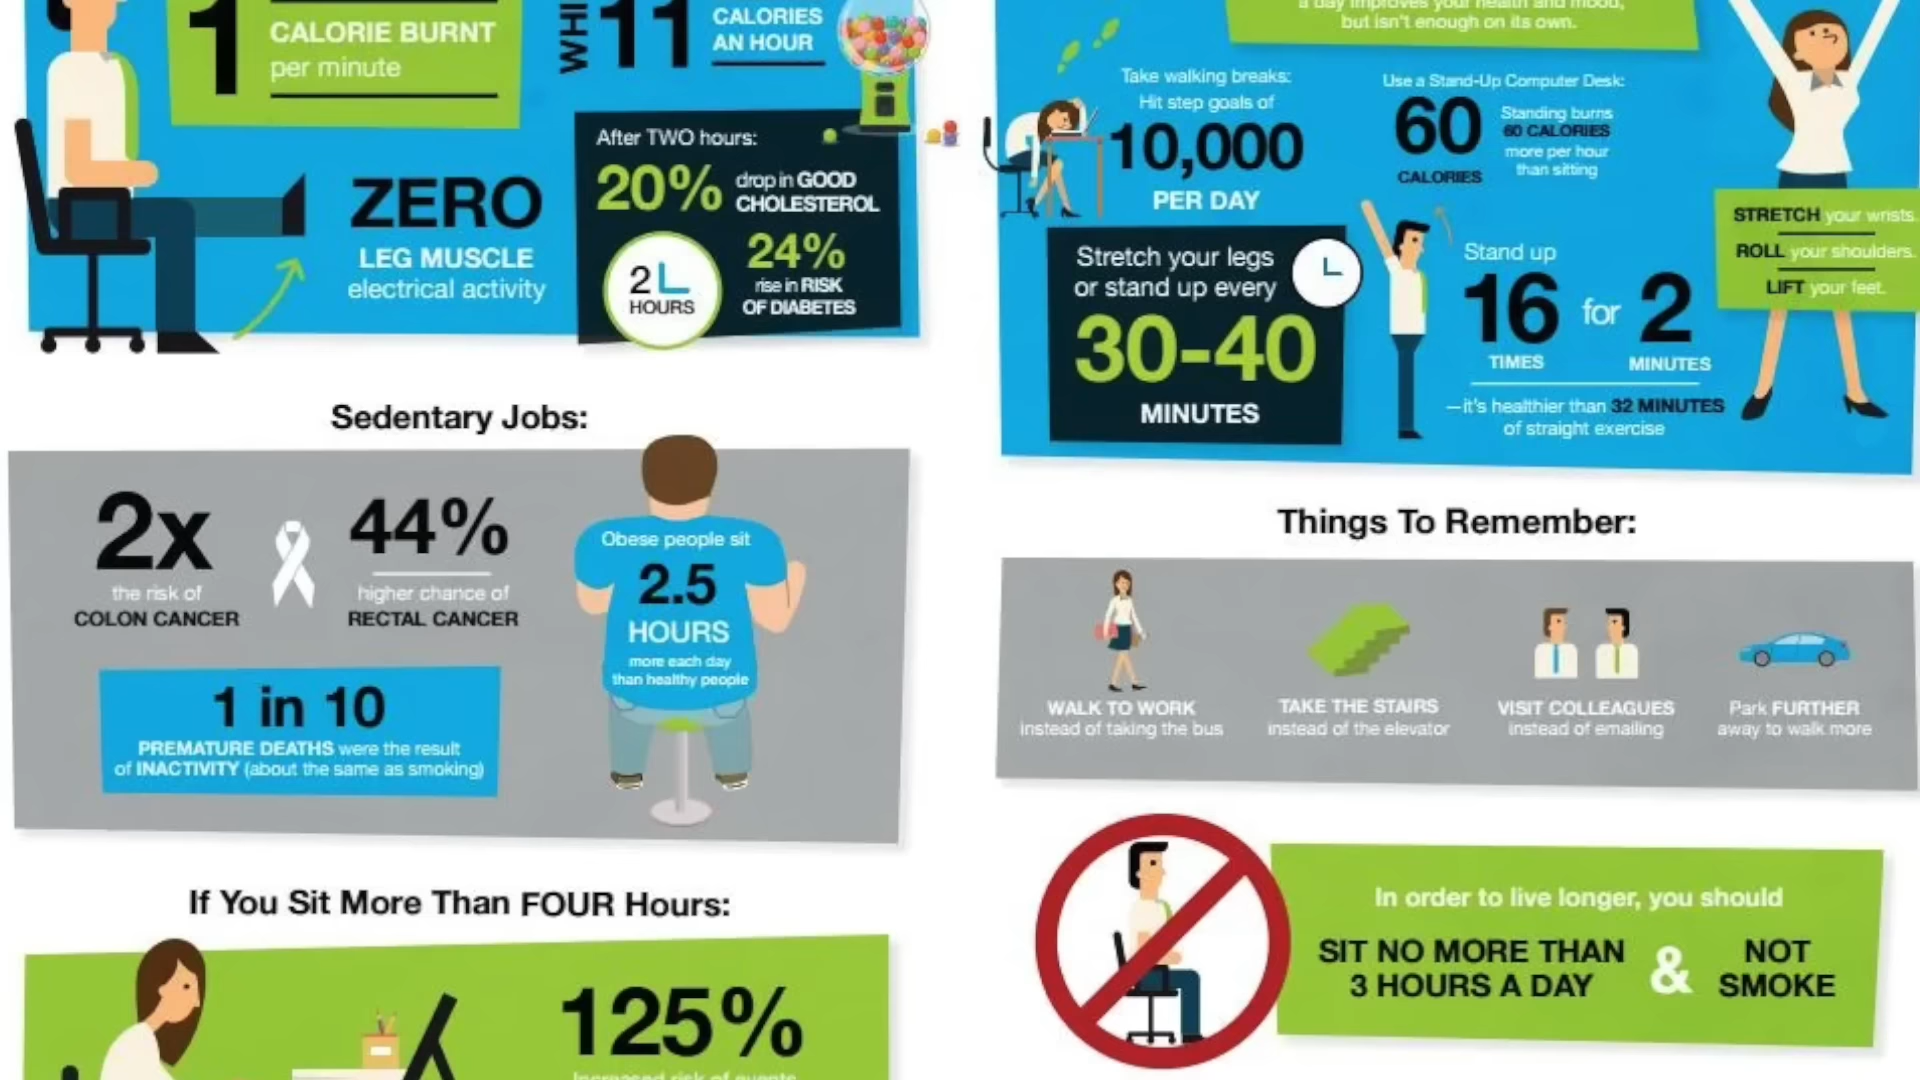 1
CALORIE BURNT
per minute
11
CALORIES
AN HOUR
ZERO
LEG MUSCLE
electrical activity
After TWO hours:
20%
drop in GOOD
CHOLESTEROL
2
HOURS
24%
rise in RISK
OF DIABETES
Sedentary Jobs:
2x
the risk of
COLON CANCER
44%
higher chance of
RECTAL CANCER
1 in 10
PREMATURE DEATHS were the result
of INACTIVITY (about the same as smoking)
Obese people sit
2.5
HOURS
more each day
than healthy people
If You Sit More Than FOUR Hours:
125%
Increased risk of events
a day improves your health and mood,
but isn't enough on its own.
Take walking breaks:
Hit step goals of
10,000
PER DAY
Use a Stand-Up Computer Desk:
60
CALORIES
Standing burns
60 CALORIES
more per hour
than sitting
Stretch your legs
or stand up every
30-40
MINUTES
Stand up
16 for 2
TIMES MINUTES
—it's healthier than 32 MINUTES
of straight exercise
STRETCH your wrists.
ROLL your shoulders.
LIFT your feet.
Things To Remember:
WALK TO WORK
instead of taking the bus
TAKE THE STAIRS
instead of the elevator
VISIT COLLEAGUES
instead of emailing
Park FURTHER
away to walk more
In order to live longer, you should
SIT NO MORE THAN
3 HOURS A DAY
&
NOT
SMOKE